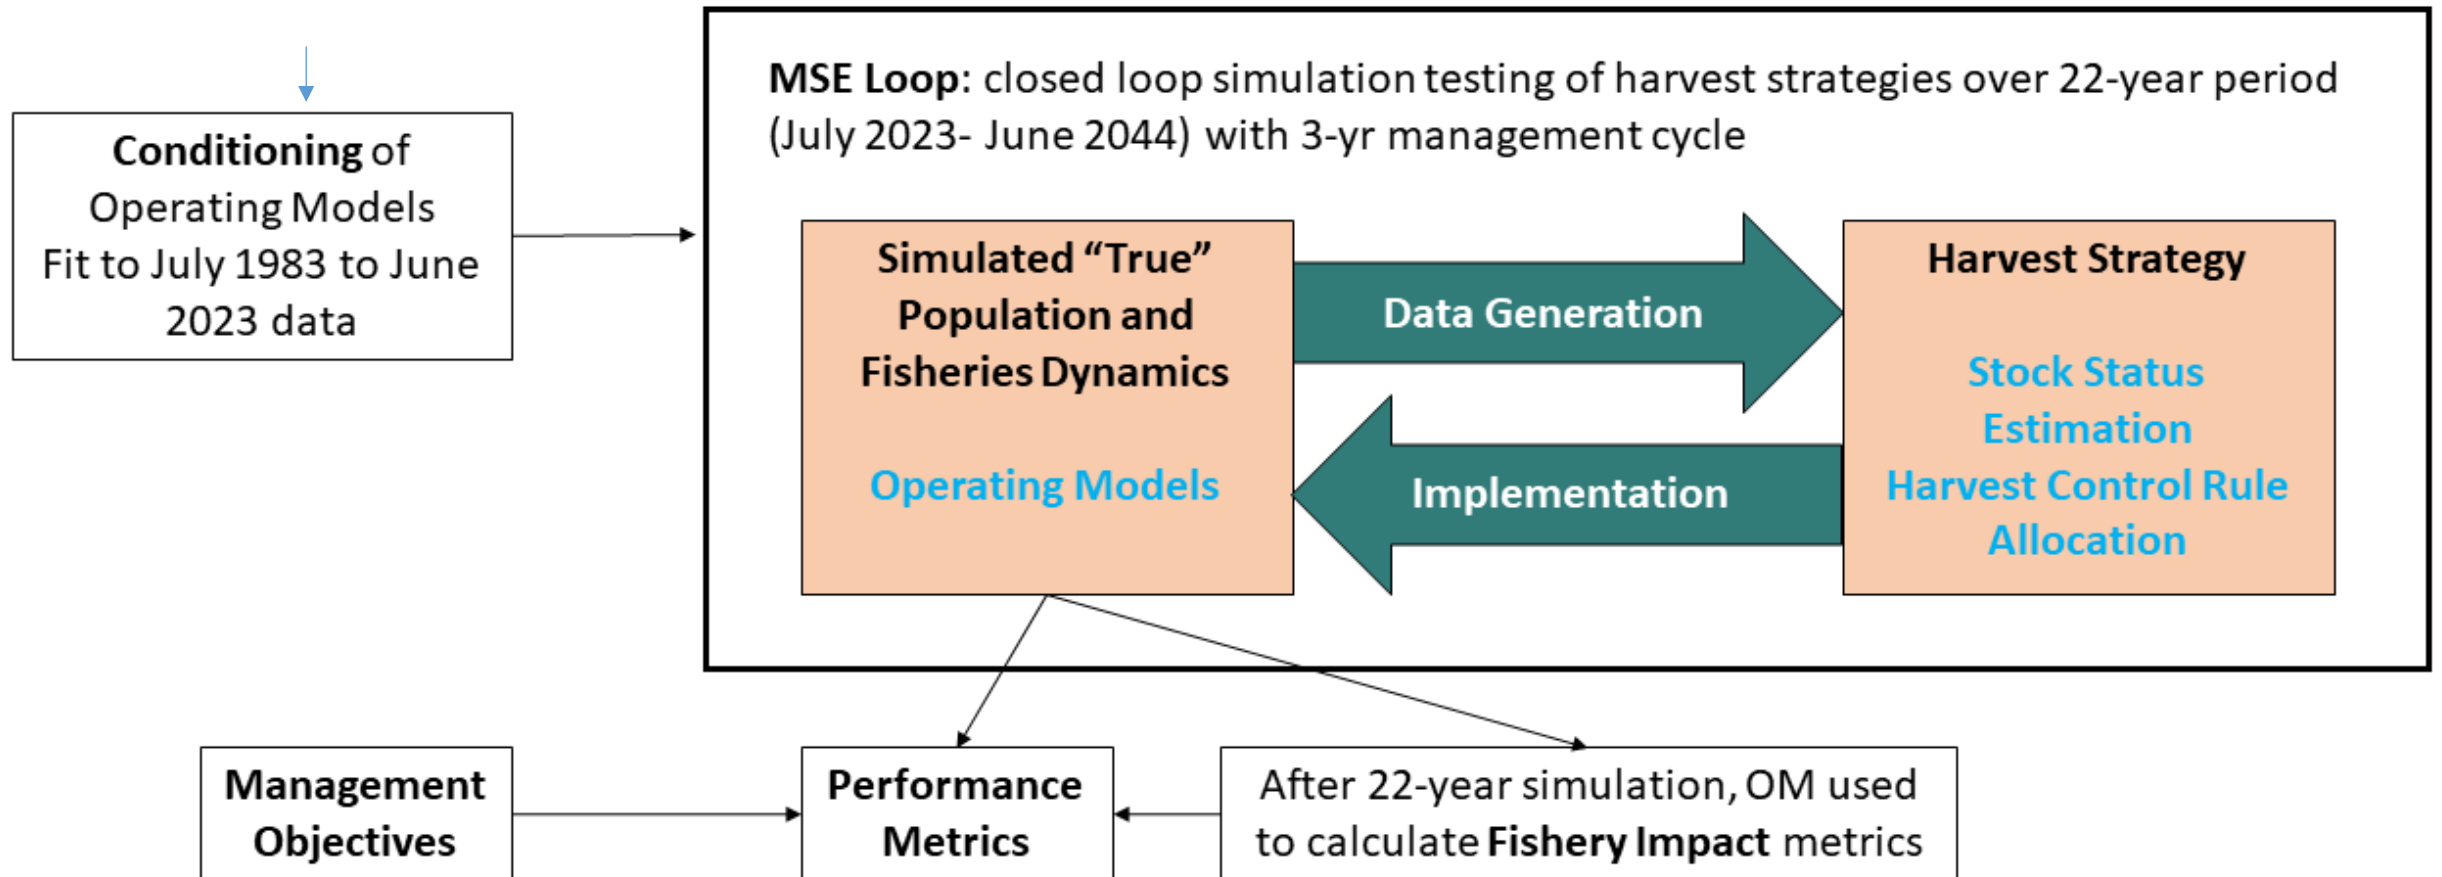 MSE Loop: closed loop simulation testing of harvest strategies over 22-year period
(July 2023- June 2044) with 3-yr management cycle
Conditioning of
Operating Models
Fit to July 1983 to June
2023 data
Simulated “True”
Population and
Fisheries Dynamics
Operating Models
Data Generation
Implementation
Harvest Strategy
Stock Status
Estimation
Harvest Control Rule
Allocation
Management
Objectives
Performance
Metrics
After 22-year simulation, OM used
to calculate Fishery Impact metrics